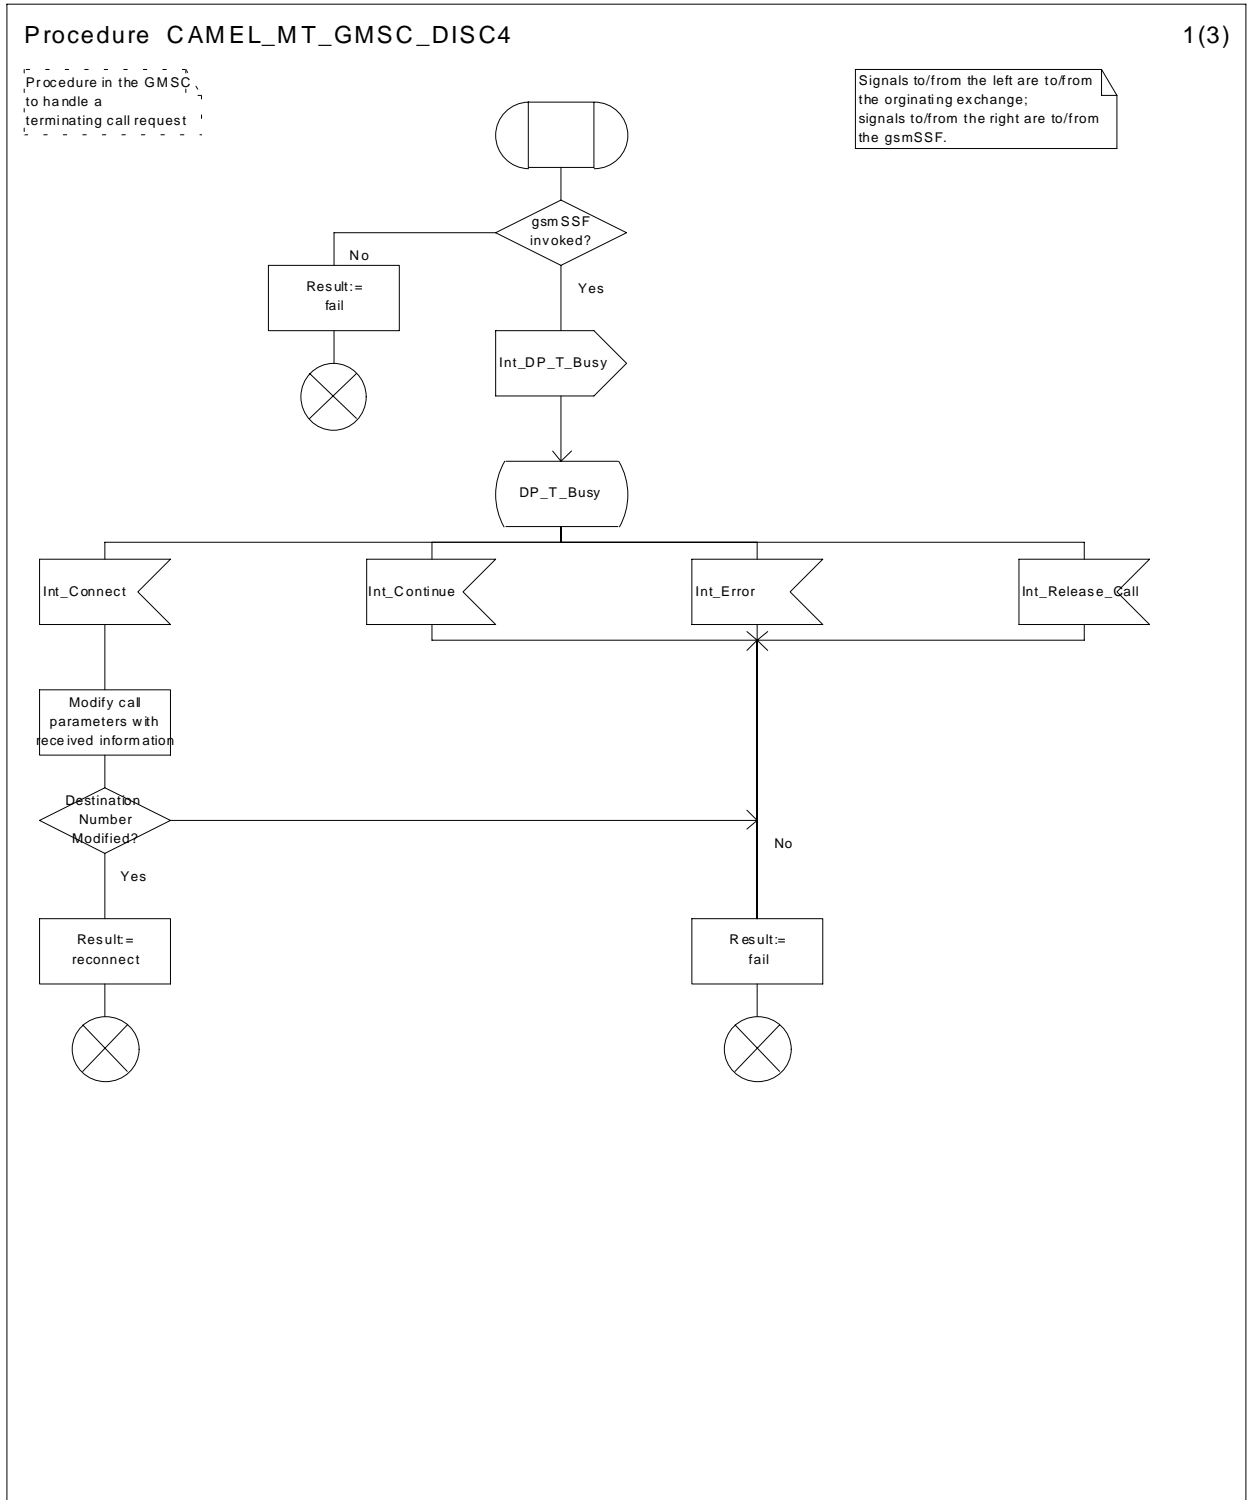 Procedure CAMEL_MT_GMSC_DISC4
1(3)
Procedure in the GMSC
to handle a
terminating call request
Signals to/from the left are to/from
the orginating exchange;
signals to/from the right are to/from
the gsmSSF.
gsmSSF
invoked?
No
Yes
Result:=
fail
Int_DP_T_Busy
DP_T_Busy
Int_Connect
Int_Continue
Int_Error
Int_Release_Call
Modify call
parameters with
received information
Destination
Number
Modified?
No
Yes
Result:=
reconnect
Result:=
fail